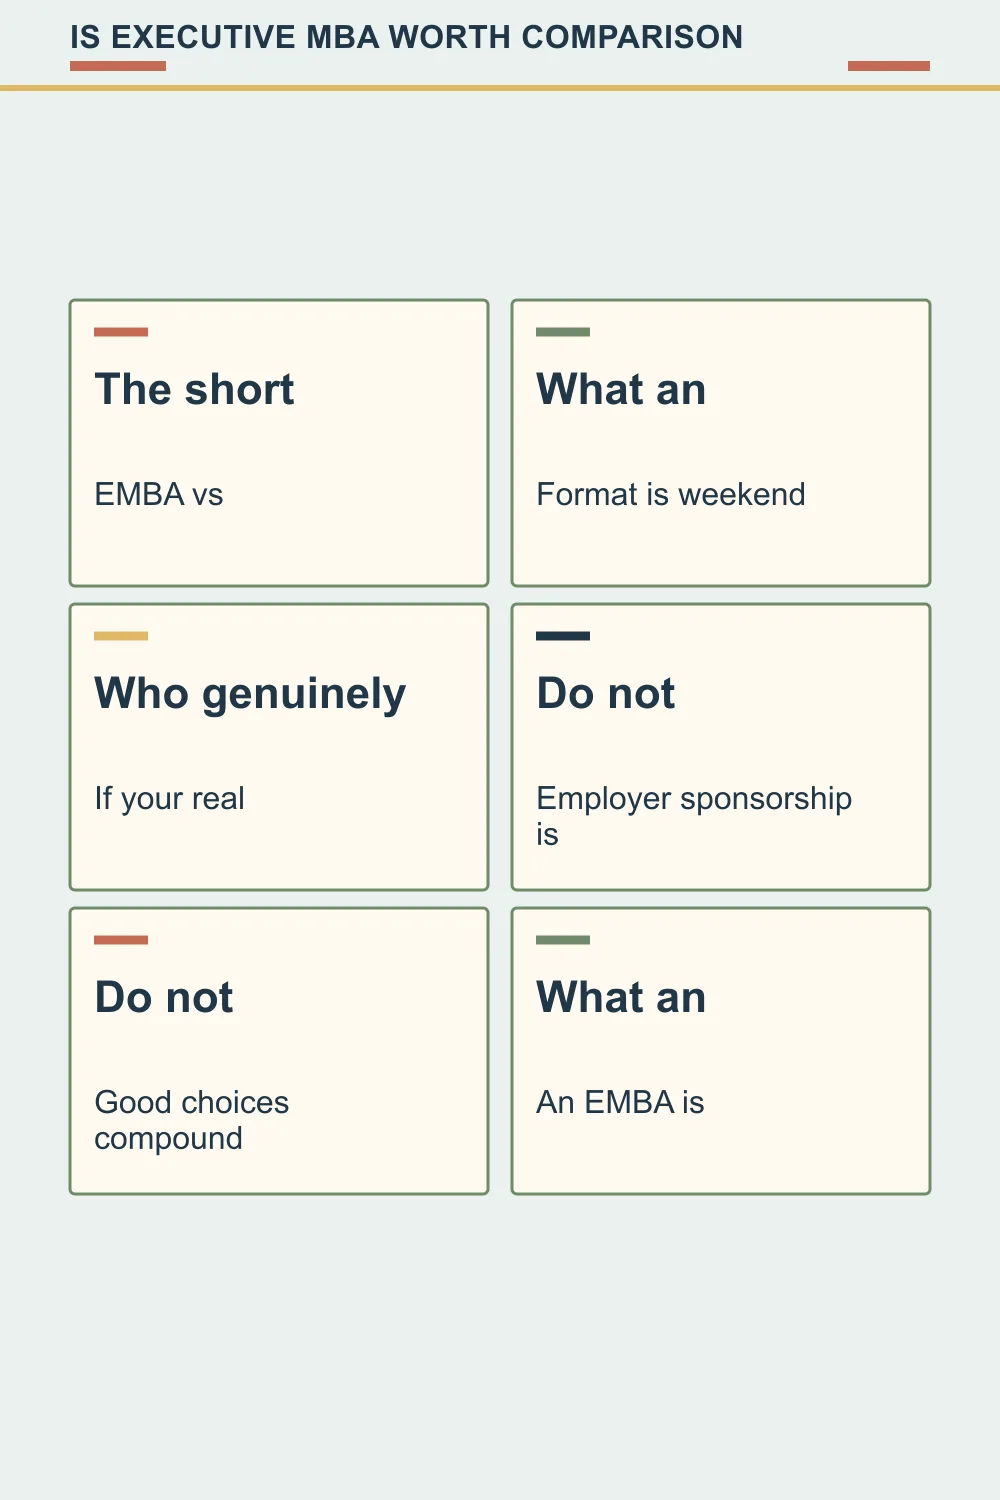 IS EXECUTIVE MBA WORTH COMPARISON
The short
EMBA vs
What an
Format is weekend
Who genuinely
If your real
Do not
Employer sponsorship
is
Do not
Good choices
compound
What an
An EMBA is